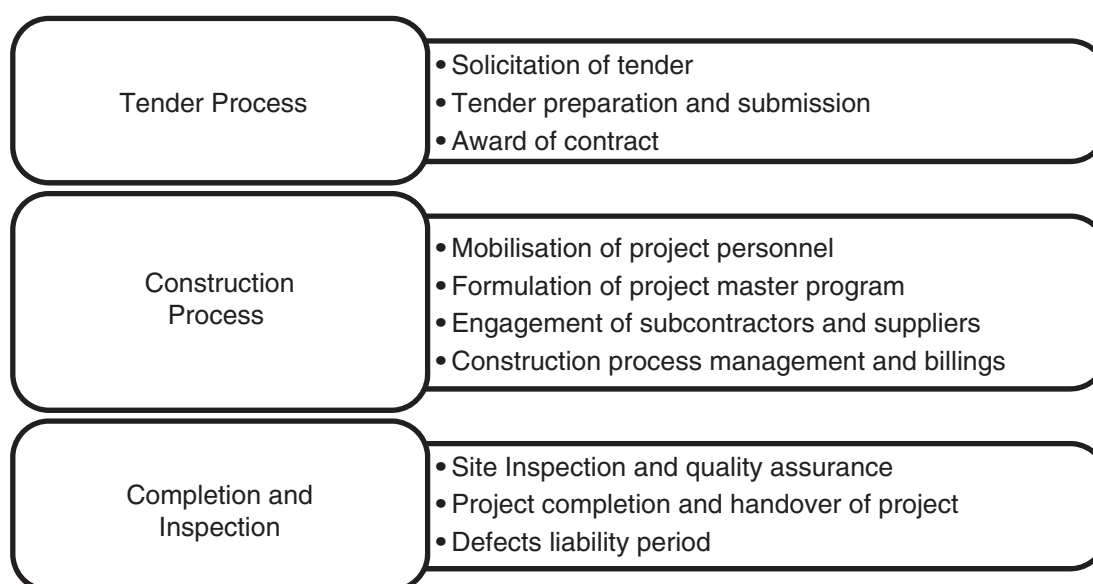 Tender Process
• Solicitation of tender
• Tender preparation and submission
• Award of contract
Construction
Process
• Mobilisation of project personnel
• Formulation of project master program
• Engagement of subcontractors and suppliers
• Construction process management and billings
Completion and
Inspection
• Site Inspection and quality assurance
• Project completion and handover of project
• Defects liability period